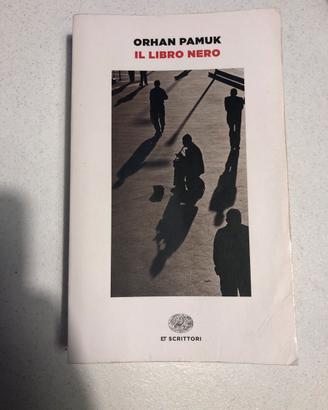 ORHAN PAMUK
IL LIBRO NERO
ET SCRITTORI